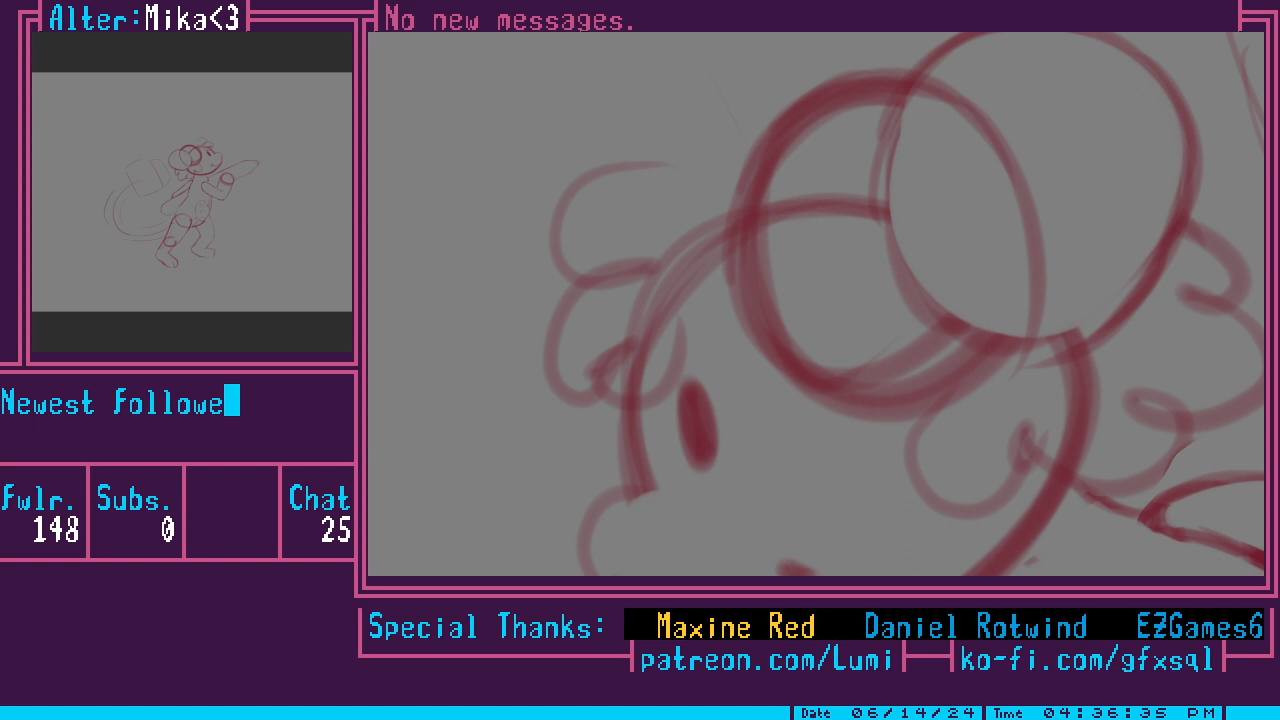 Alter:Mika<3
No new messages.
Newest Followe
Fwlr. Subs. Chat
148 0 25
Special Thanks: Maxine Red Daniel Rotwind EZGames6
patreon.com/Lumi ko-fi.com/gfxsql
Date 06/14/24 Time 04:36:35 PM